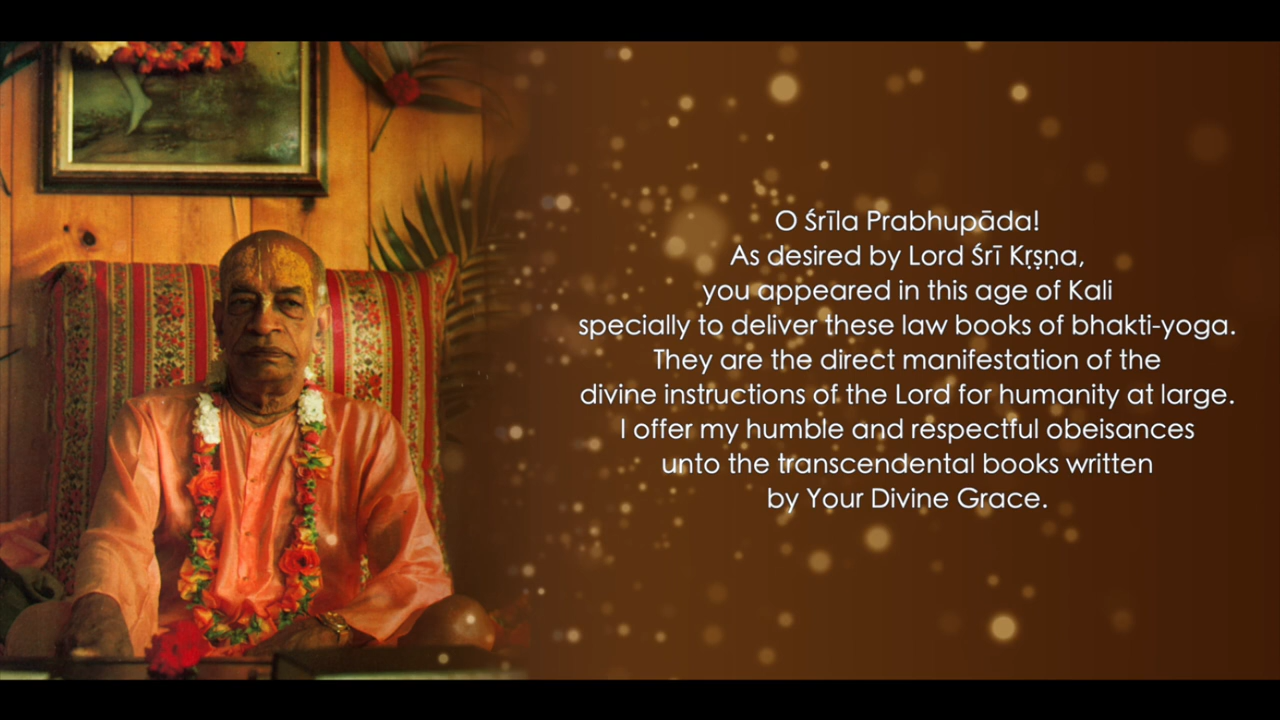 O Śrīla Prabhupāda!
As desired by Lord Śrī Kṛṣṇa,
you appeared in this age of Kali
specially to deliver these law books of bhakti-yoga.
They are the direct manifestation of the
divine instructions of the Lord for humanity at large.
I offer my humble and respectful obeisances
unto the transcendental books written
by Your Divine Grace.